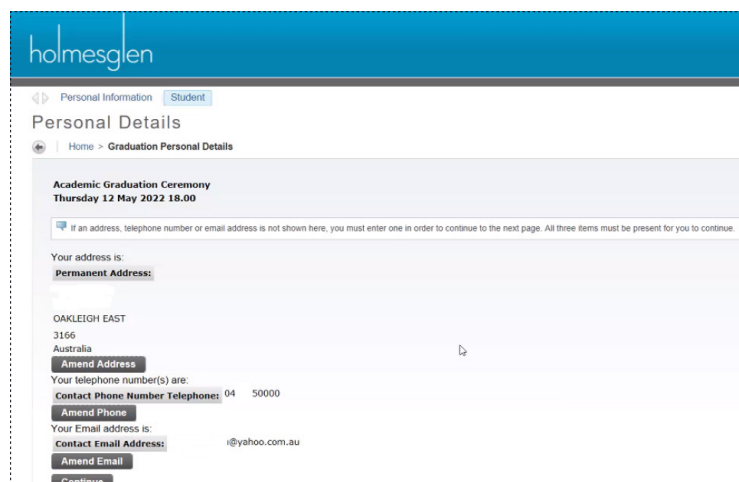 holmesglen
Personal Information Student
Personal Details
Home > Graduation Personal Details
Academic Graduation Ceremony
Thursday 12 May 2022 18.00
If an address, telephone number or email address is not shown here, you must enter one in order to continue to the next page. All three items must be present for you to continue.
Your address is:
Permanent Address:
OAKLEIGH EAST
3166
Australia
Amend Address
Your telephone number(s) are:
Contact Phone Number Telephone: 04 50000
Amend Phone
Your Email address is:
Contact Email Address: @yahoo.com.au
Amend Email
Continue